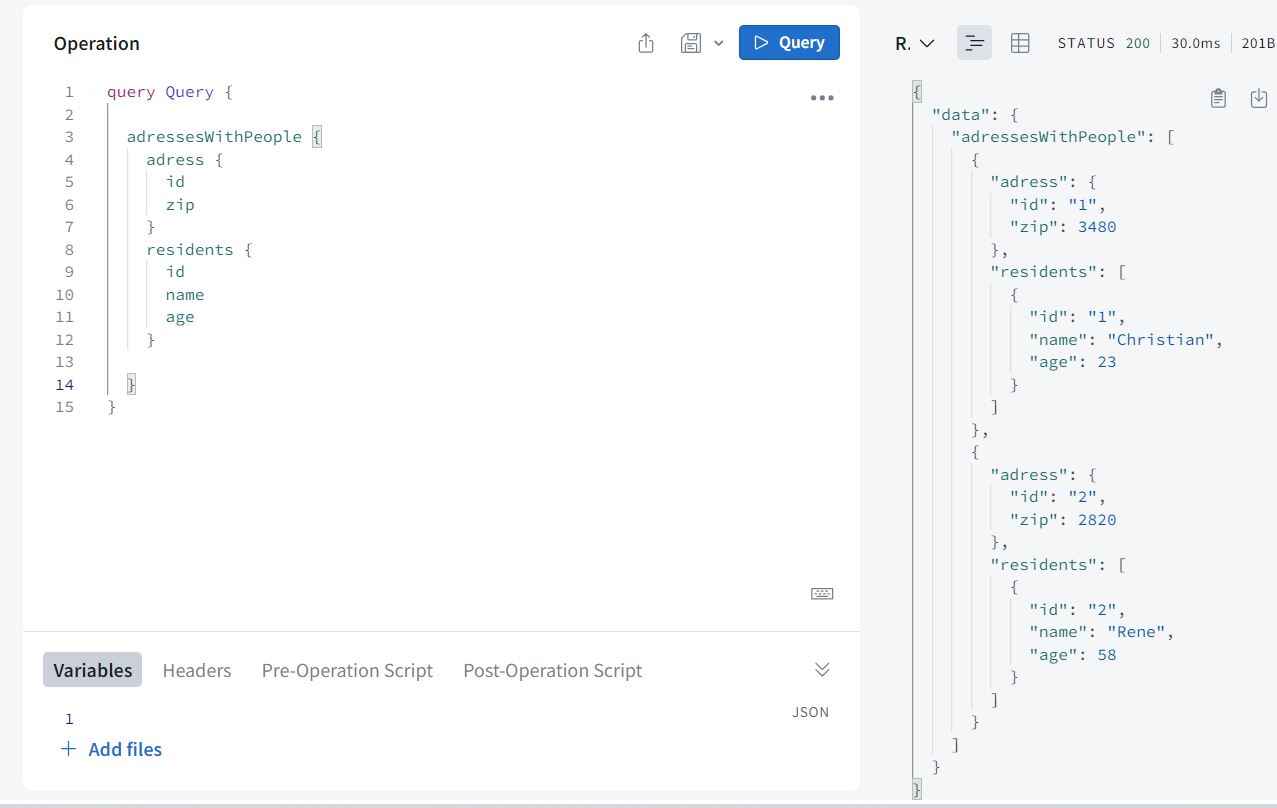 Operation
Query
1 query Query {
2
3 adressesWithPeople {
4 adress {
5 id
6 zip
7 }
8 residents {
9 id
10 name
11 age
12 }
13
14 }
15 }
Variables Headers Pre-Operation Script Post-Operation Script
JSON
1
+ Add files
R. STATUS 200 30.0ms 201B
{
"data": {
"adressesWithPeople": [
{
"adress": {
"id": "1",
"zip": 3480
},
"residents": [
{
"id": "1",
"name": "Christian",
"age": 23
}
]
},
{
"adress": {
"id": "2",
"zip": 2820
},
"residents": [
{
"id": "2",
"name": "Rene",
"age": 58
}
]
}
]
}
}